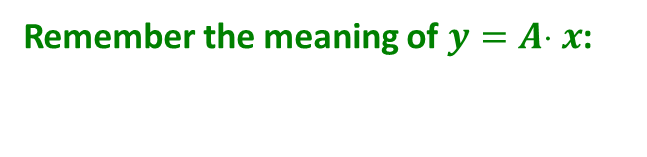 Remember the meaning of y = A· x: